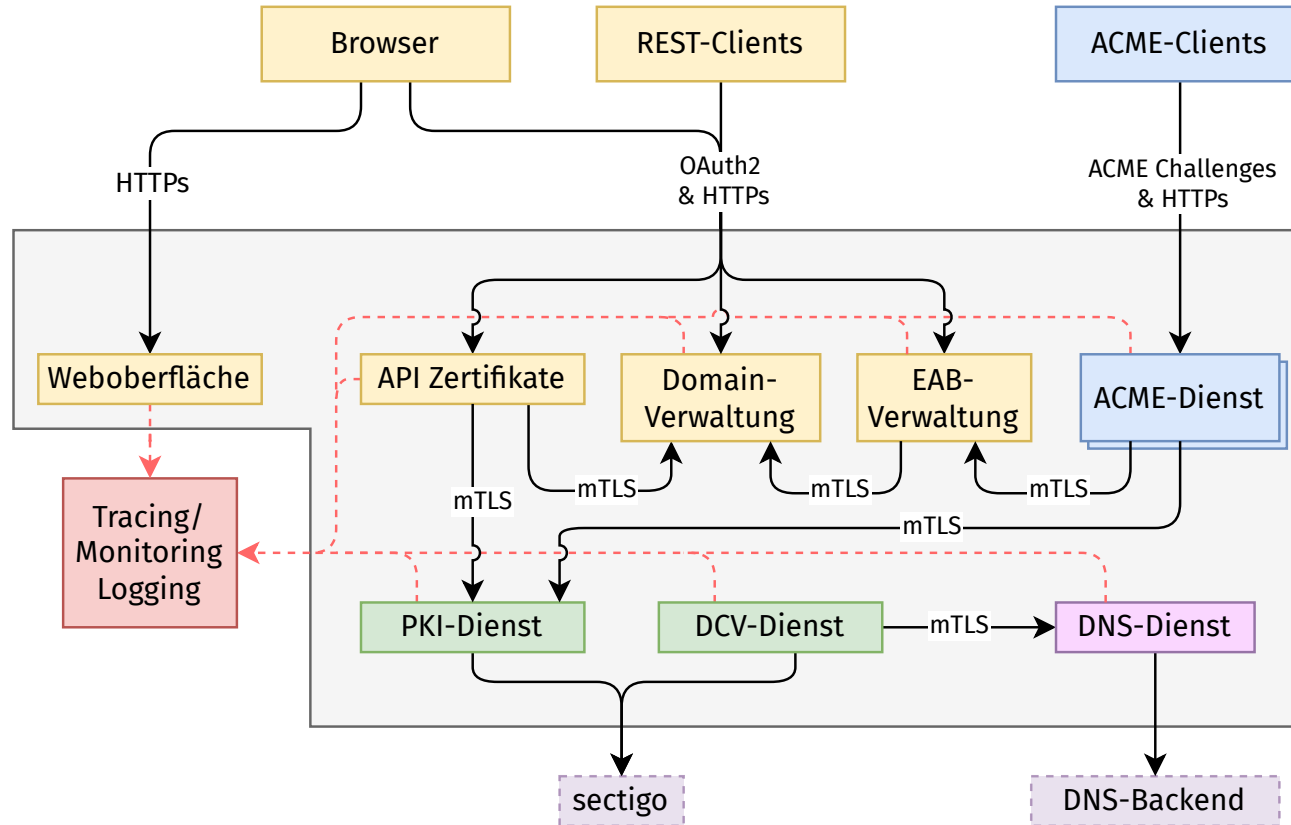 Browser
REST-Clients
ACME-Clients
HTTPs
OAuth2
& HTTPs
ACME Challenges
& HTTPs
Weboberfläche
API Zertifikate
Domain-
Verwaltung
EAB-
Verwaltung
ACME-Dienst
mTLS
mTLS
mTLS
mTLS
mTLS
Tracing/
Monitoring
Logging
PKI-Dienst
DCV-Dienst
mTLS
DNS-Dienst
sectigo
DNS-Backend